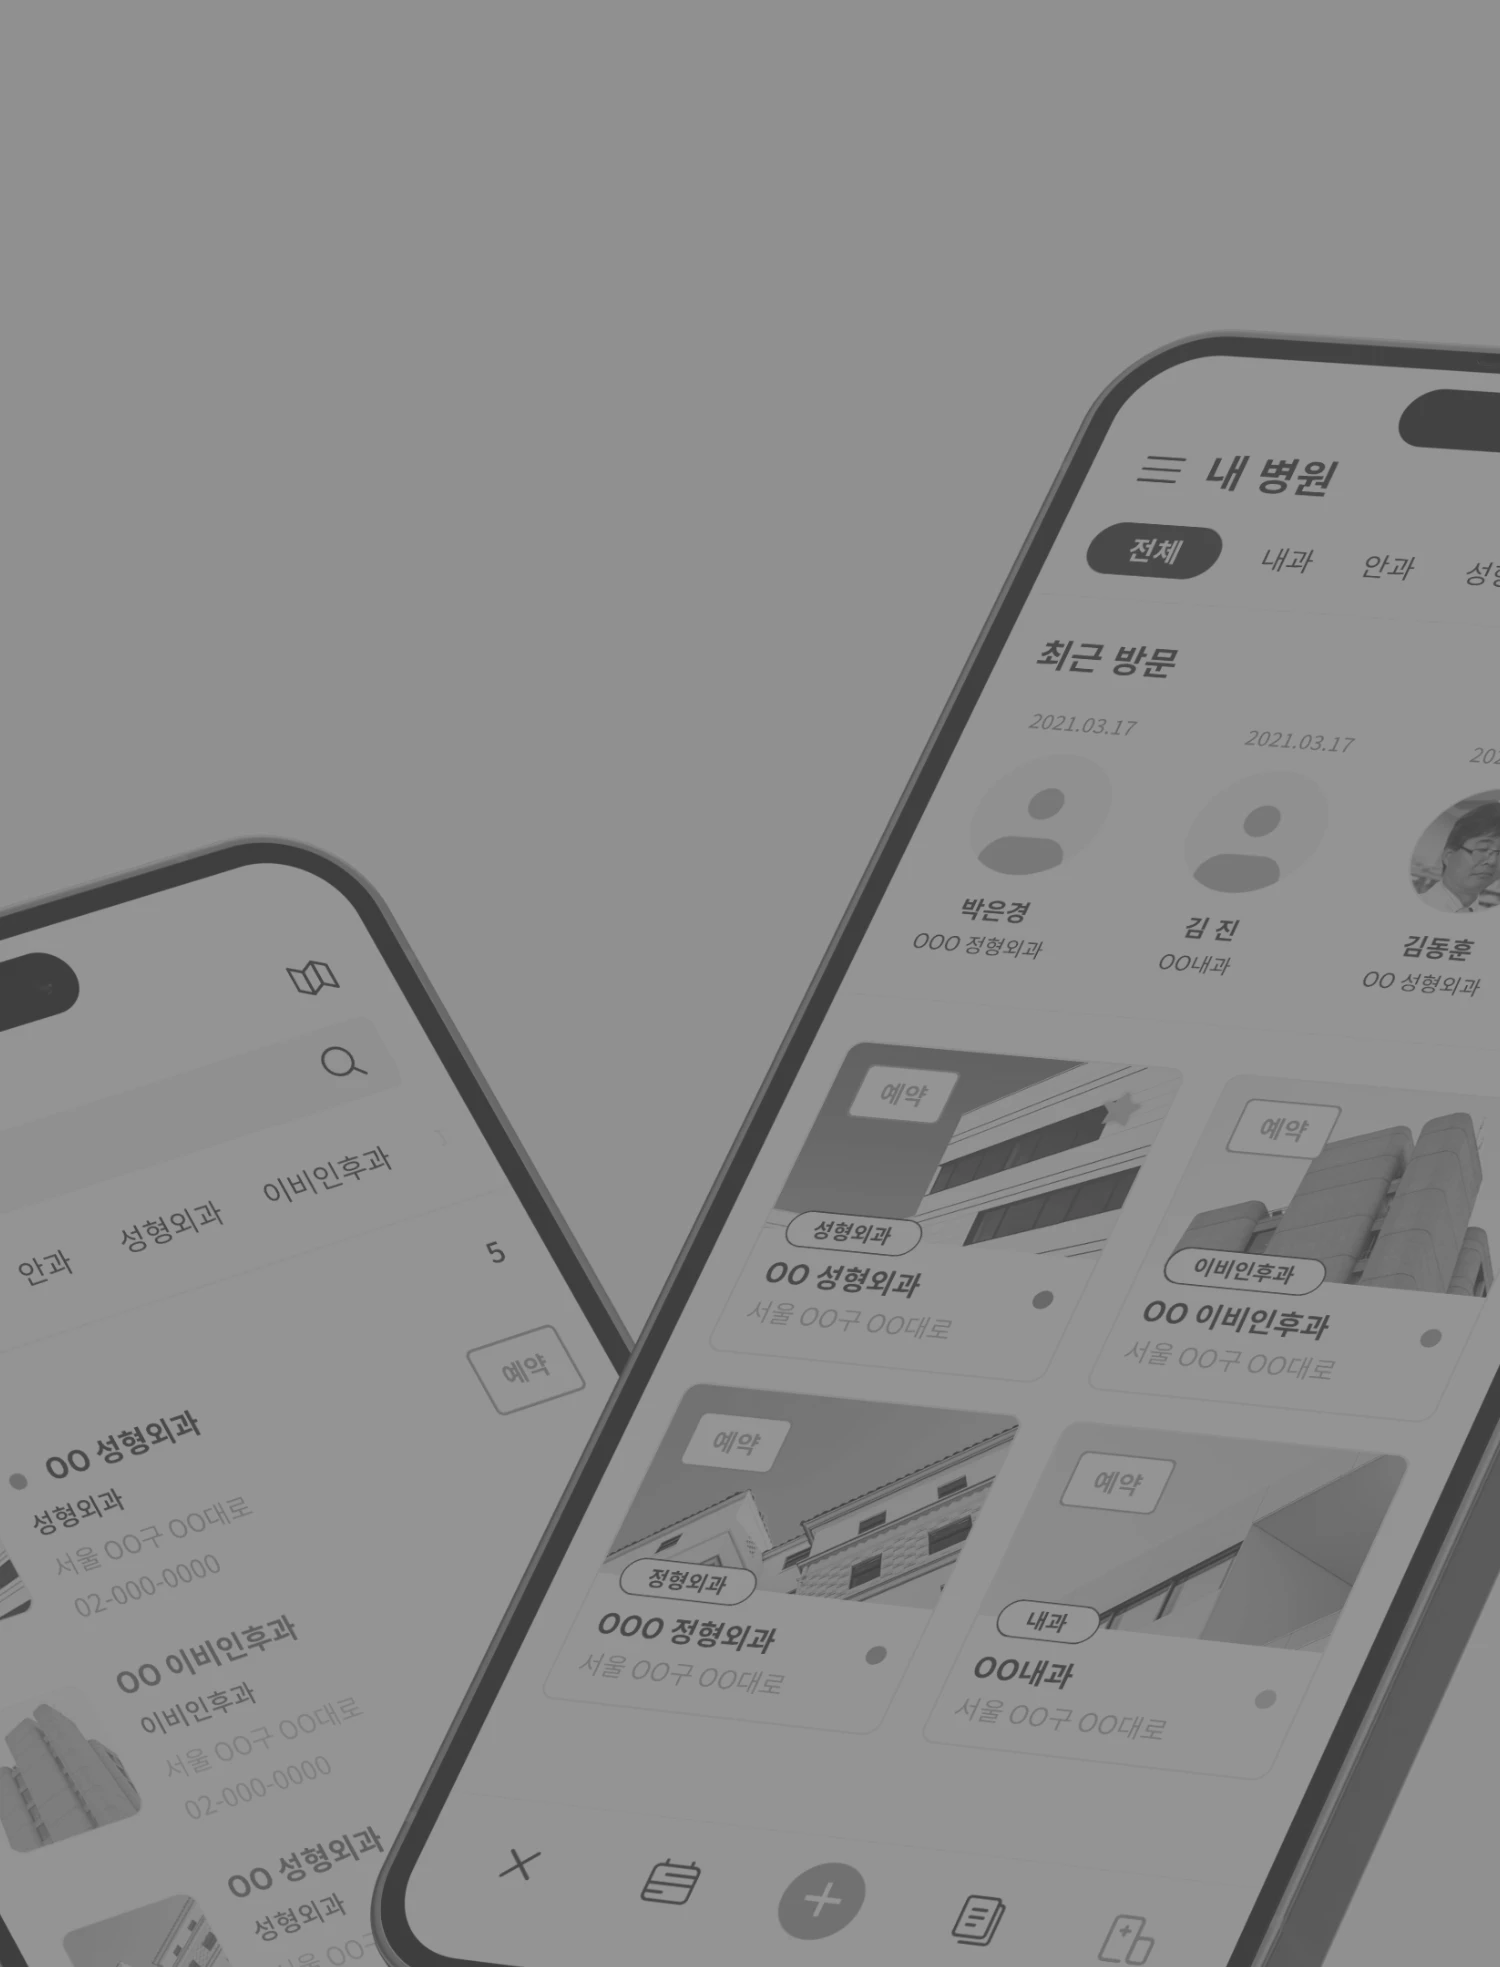 내 병원
전체
내과
안과
최근 방문
2021.03.17
2021.03.17
박은경
OOO 정형외과
김 진
OO내과
김동훈
OO 성형외과
예약
성형외과
OO 성형외과
서울 OO구 OO대로
예약
이비인후과
OO 이비인후과
서울 OO구 OO대로
예약
정형외과
OOO 정형외과
서울 OO구 OO대로
예약
내과
OO내과
서울 OO구 OO대로
안과
성형외과
이비인후과
5
예약
OO 성형외과
성형외과
서울 OO구 OO대로
02-000-0000
OO 이비인후과
이비인후과
서울 OO구 OO대로
02-000-0000
OO 성형외과
성형외과